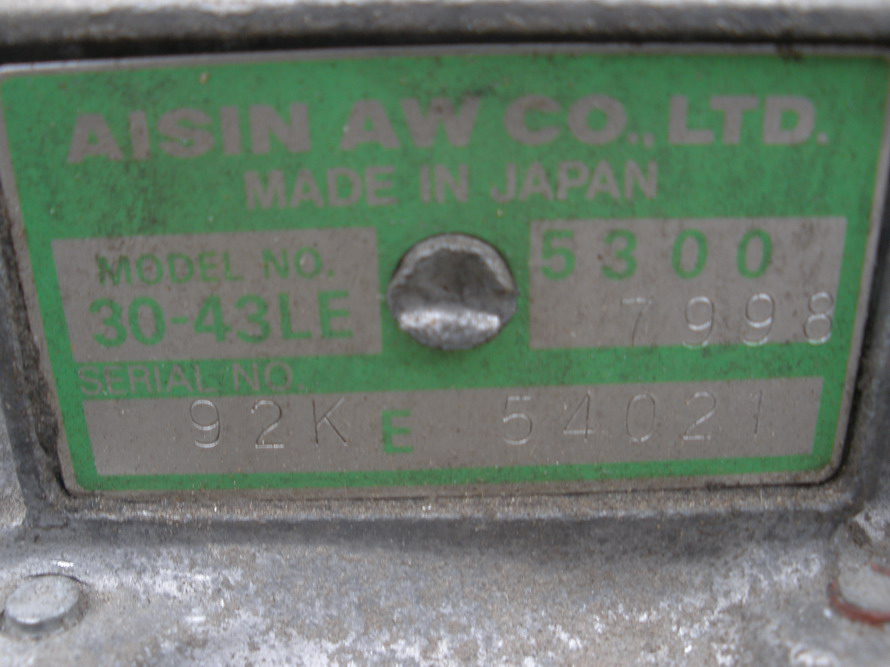 AISIN AW CO., LTD.
MADE IN JAPAN
MODEL NO.
30-43LE
5300
7998
SERIAL NO.
92K E 54021